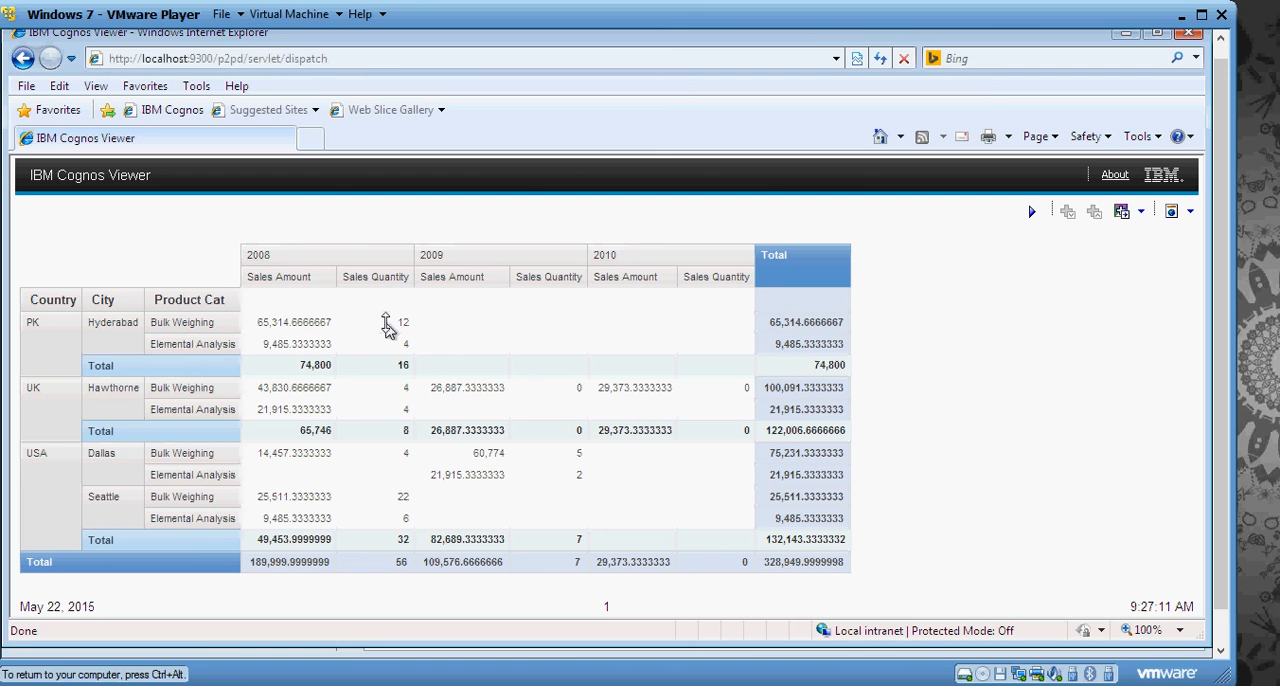 Windows 7 - VMware Player File Virtual Machine Help
IBM Cognos Viewer - Windows Internet Explorer
http://localhost:9300/p2pd/servlet/dispatch Bing
File Edit View Favorites Tools Help
Favorites IBM Cognos Suggested Sites Web Slice Gallery
IBM Cognos Viewer Page Safety Tools
IBM Cognos Viewer About IBM.
2008 2009 2010 Total
Sales Amount Sales Quantity Sales Amount Sales Quantity Sales Amount Sales Quantity
Country City Product Cat
PK Hyderabad Bulk Weighing 65,314.6666667 12 65,314.6666667
Elemental Analysis 9,485.3333333 4 9,485.3333333
Total 74,800 16 74,800
UK Hawthorne Bulk Weighing 43,830.6666667 4 26,887.3333333 0 29,373.3333333 0 100,091.3333333
Elemental Analysis 21,915.3333333 4 21,915.3333333
Total 65,746 8 26,887.3333333 0 29,373.3333333 0 122,006.6666666
USA Dallas Bulk Weighing 14,457.3333333 4 60,774 5 75,231.3333333
Elemental Analysis 21,915.3333333 2 21,915.3333333
Seattle Bulk Weighing 25,511.3333333 22 25,511.3333333
Elemental Analysis 9,485.3333333 6 9,485.3333333
Total 49,453.9999999 32 82,689.3333333 7 132,143.3333332
Total 189,999.9999999 56 109,576.6666666 7 29,373.3333333 0 328,949.9999998
May 22, 2015 1 9:27:11 AM
Done Local intranet | Protected Mode: Off 100%
To return to your computer, press Ctrl+Alt. vmware